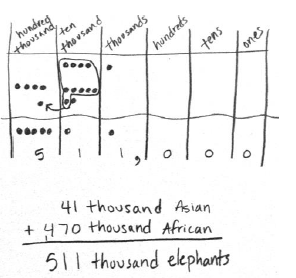 hundred thousand ten thousand thousands hundreds tens ones
5 1 1, 0 0 0
41 thousand Asian
+ 470 thousand African
511 thousand elephants